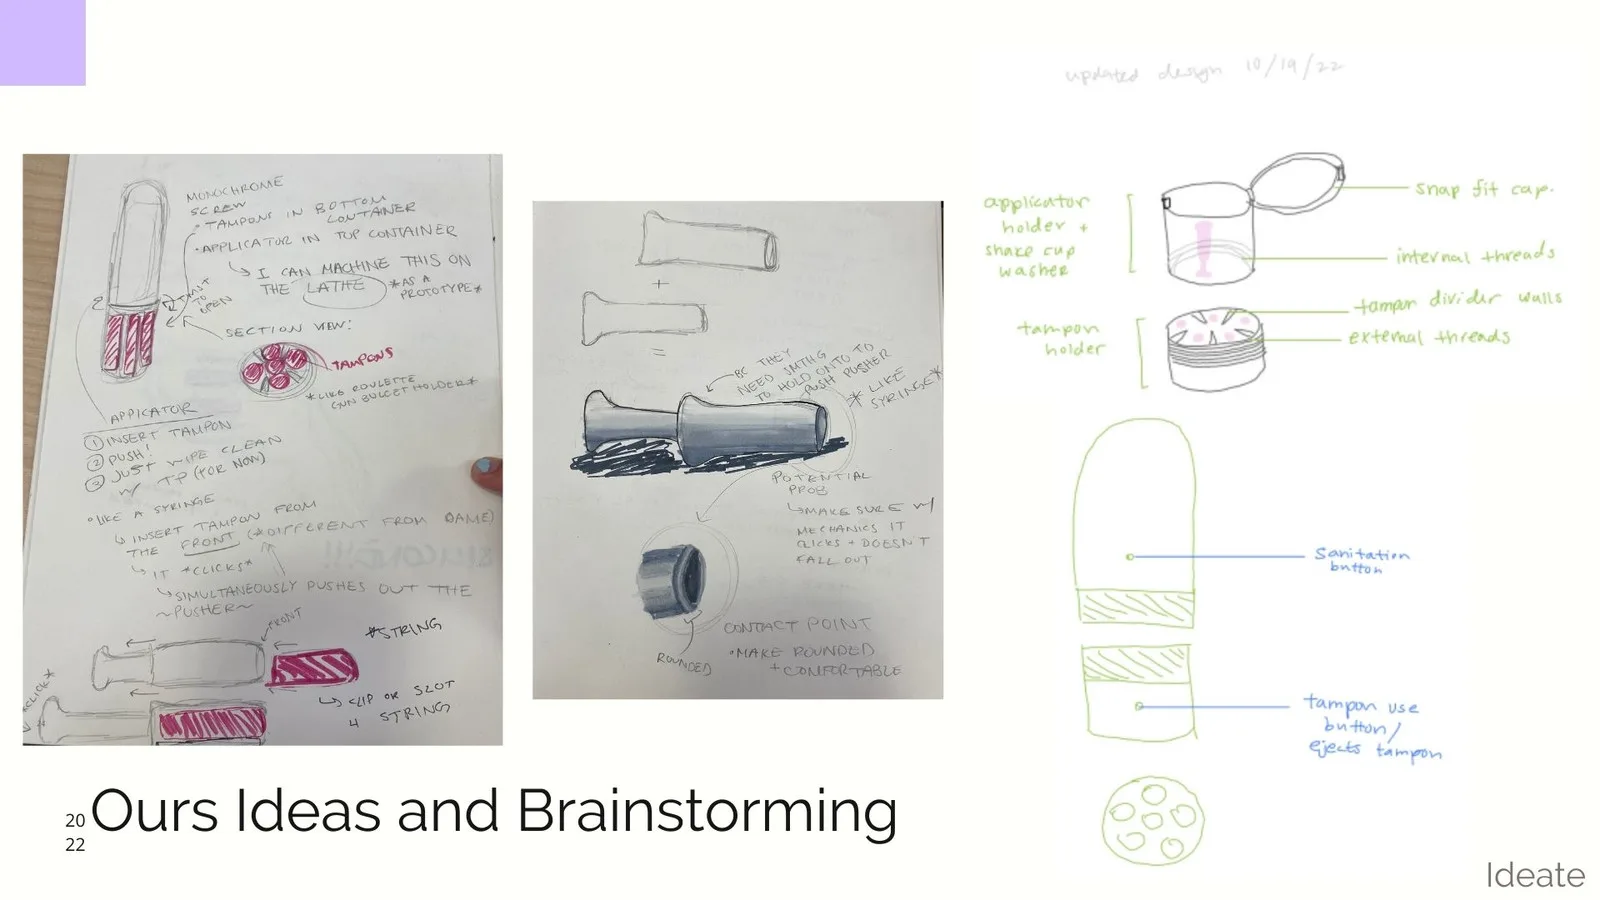 MONOCHROME
SCREW
• TAMPONS IN BOTTOM
CONTAINER
• APPLICATOR IN TOP CONTAINER
↳ I CAN MACHINE THIS ON
THE LATHE
*AS A
PROTOTYPE*
TWIST
TO
OPEN
SECTION VIEW:
TAMPONS
*LIKE ROULETTE
GUN BULLET HOLDER*
APPICATOR
① INSERT TAMPON
② PUSH!
③ JUST WIPE CLEAN
W/ TP (FOR NOW)
• LIKE A SYRINGE
↳ INSERT TAMPON FROM
THE FRONT (*DIFFERENT FROM DAME)
↳ IT *CLICKS*
↳ SIMULTANEOUSLY PUSHES OUT THE
~PUSHER~
FRONT
*STRING
↳ CLIP OR SLOT
4 STRING
*CLICK*
+
=
BC THEY
NEED SMTHG
TO HOLD ONTO TO
PUSH PUSHER
* LIKE
SYRINGE*
POTENTIAL
PROB
↳ MAKE SURE W/
MECHANICS IT
CLICKS + DOESN'T
FALL OUT
CONTACT POINT
• MAKE ROUNDED
+ COMFORTABLE
ROUNDED
updated design 10/19/22
applicator
holder +
shake cup
washer
snap fit cap.
internal threads
tampon divider walls
tampon
holder
external threads
Sanitation
button
tampon use
button/
ejects tampon
20
22
Ours Ideas and Brainstorming
Ideate